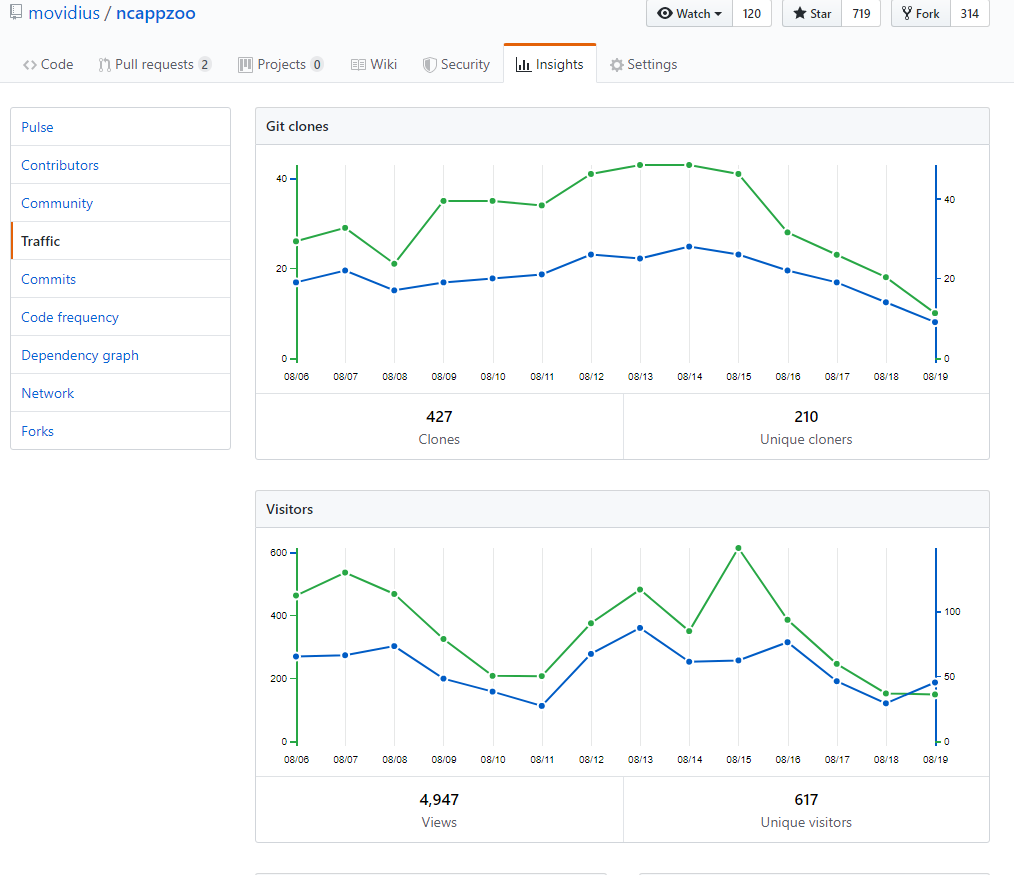 movidius / ncappzoo
Watch 120 Star 719 Fork 314
Code Pull requests 2 Projects 0 Wiki Security Insights Settings
Pulse
Contributors
Community
Traffic
Commits
Code frequency
Dependency graph
Network
Forks
Git clones
40
20
0
40
20
0
08/06 08/07 08/08 08/09 08/10 08/11 08/12 08/13 08/14 08/15 08/16 08/17 08/18 08/19
427
Clones
210
Unique cloners
Visitors
600
400
200
0
100
50
0
08/06 08/07 08/08 08/09 08/10 08/11 08/12 08/13 08/14 08/15 08/16 08/17 08/18 08/19
4,947
Views
617
Unique visitors